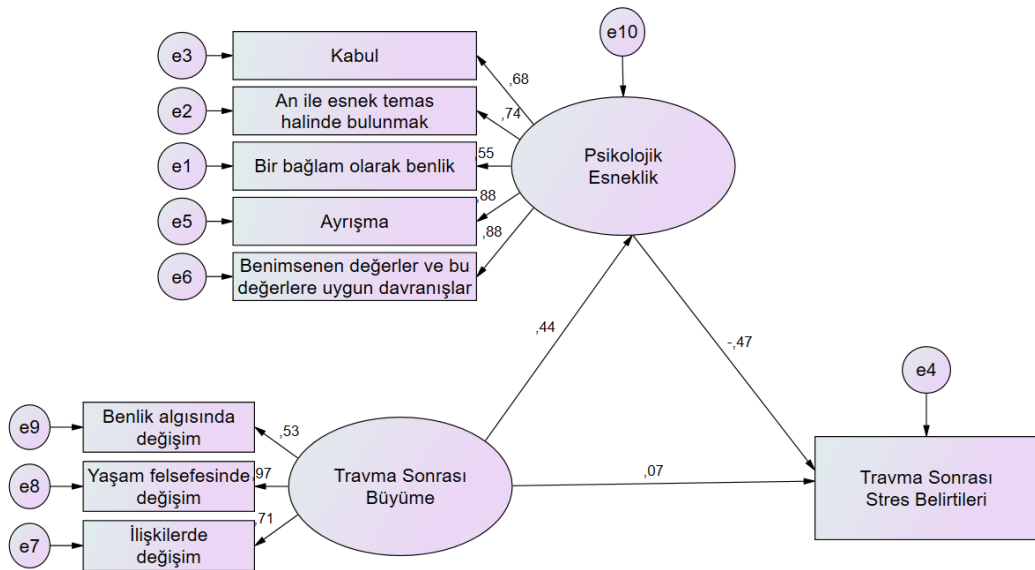 e10
e3
Kabul
,68
e2
An ile esnek temas
halinde bulunmak
,74
e1
Bir bağlam olarak benlik
,55
Psikolojik
Esneklik
e5
Ayrışma
,88
e6
Benimsenen değerler ve bu
değerlere uygun davranışlar
,88
,44
-,47
e4
e9
Benlik algısında
değişim
,53
e8
Yaşam felsefesinde
değişim
,97
Travma Sonrası
Büyüme
,07
Travma Sonrası
Stres Belirtileri
e7
İlişkilerde
değişim
,71